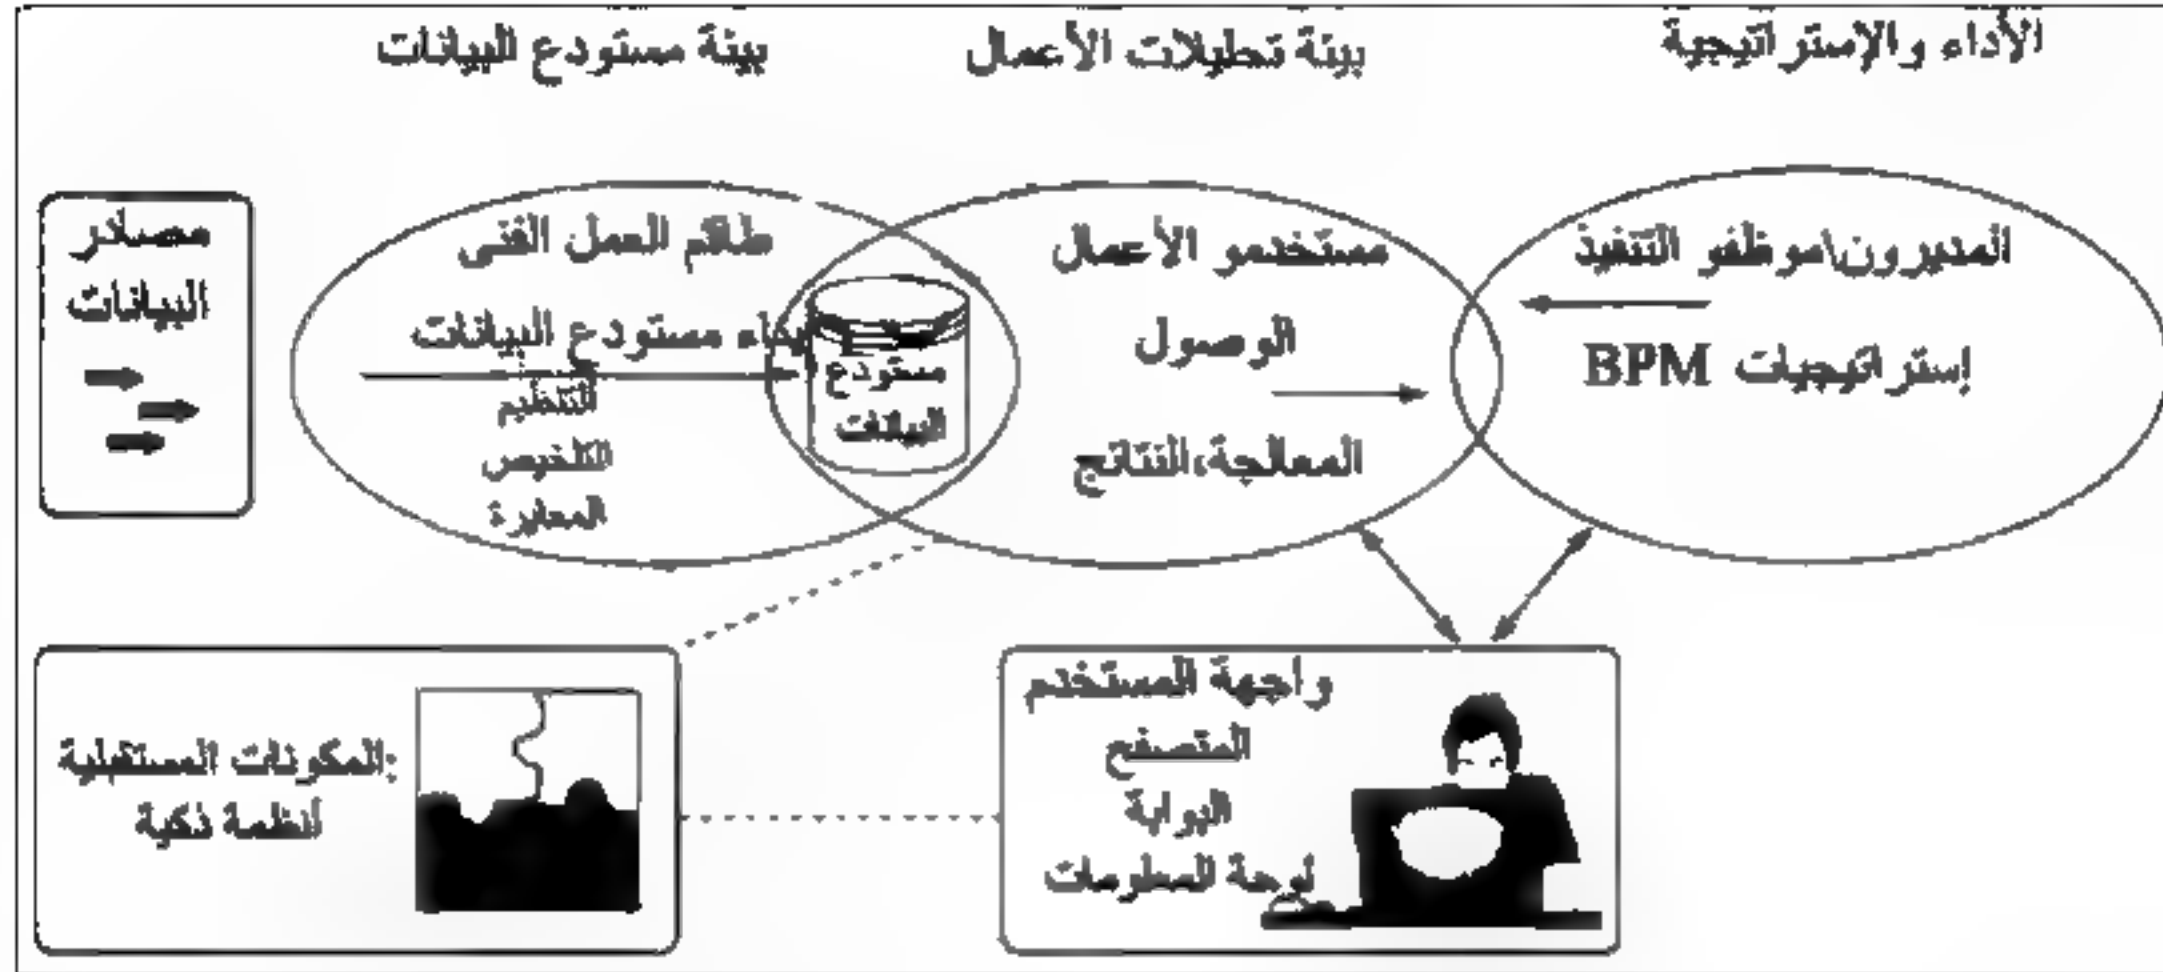 الأداء والإستراتيجية
بيئة تحليلات الأعمال
بيئة مستودع البيانات
المديرون\موظفو التنفيذ
إستراتيجيات BPM
مستخدمو الأعمال
الوصول
المعالجة،النتائج
طاقم العمل الفنى
بناء مستودع البيانات
التنظيم
التلخيص
المعايرة
مستودع
البيانات
مصادر
البيانات
واجهة المستخدم
المتصفح
البوابة
لوحة المعلومات
المكونات المستقبلية:
أنظمة ذكية